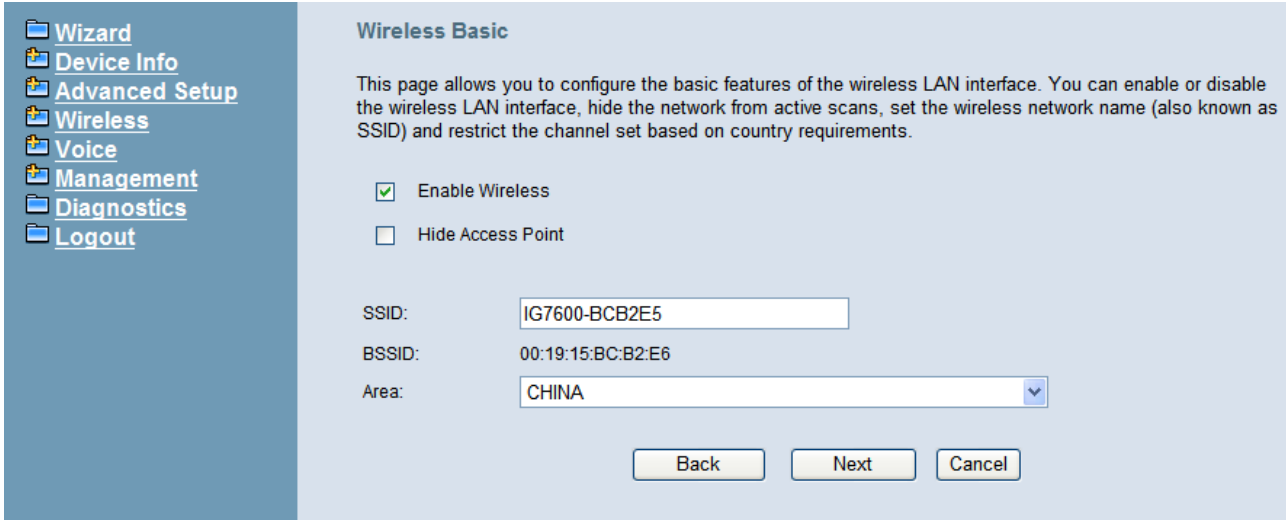 Wizard
Device Info
Advanced Setup
Wireless
Voice
Management
Diagnostics
Logout
Wireless Basic
This page allows you to configure the basic features of the wireless LAN interface. You can enable or disable
the wireless LAN interface, hide the network from active scans, set the wireless network name (also known as
SSID) and restrict the channel set based on country requirements.
Enable Wireless
Hide Access Point
SSID: IG7600-BCB2E5
BSSID: 00:19:15:BC:B2:E6
Area: CHINA
Back Next Cancel